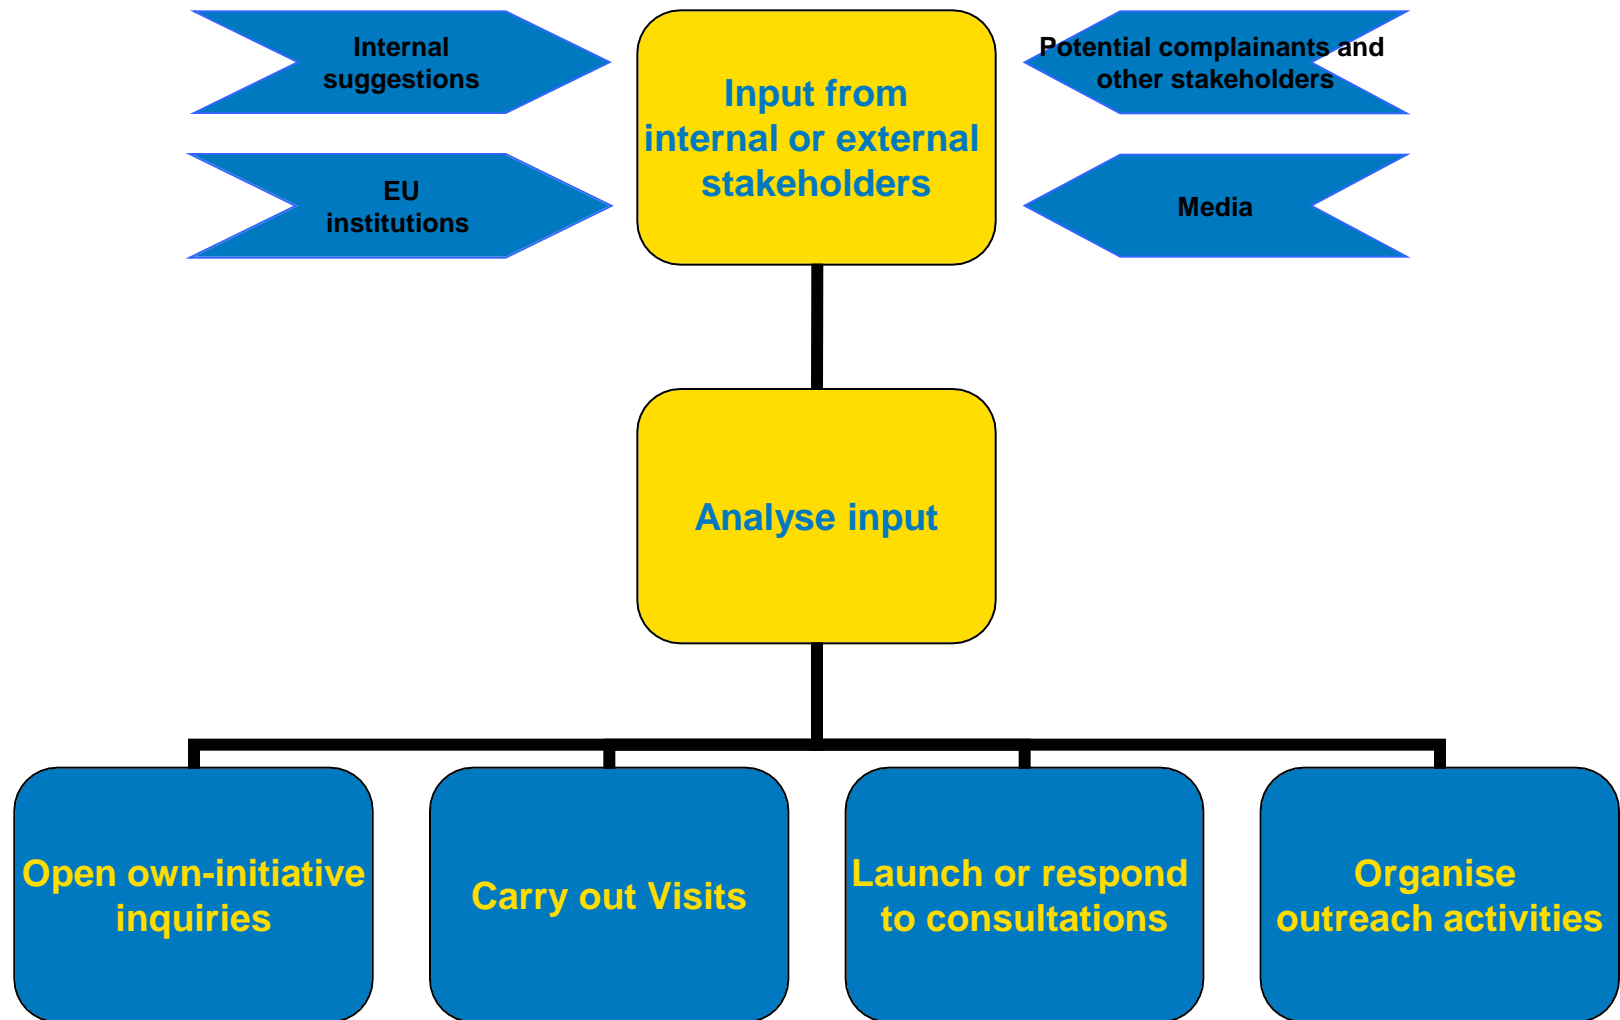 Internal
suggestions
EU
institutions
Input from
internal or external
stakeholders
Potential complainants and
other stakeholders
Media
Analyse input
Open own-initiative
inquiries
Carry out Visits
Launch or respond
to consultations
Organise
outreach activities